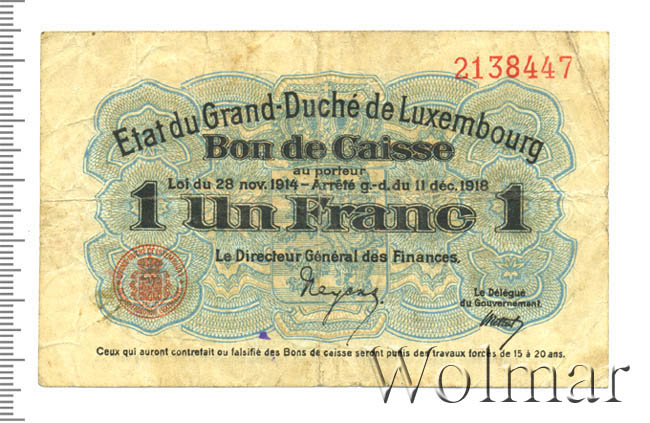 2138447
Etat du Grand-Duché de Luxembourg
Bon de Caisse
au porteur
Loi du 28 nov. 1914 - Arrêté g.-d. du 11 déc. 1918
1 Un Franc 1
Le Directeur Général des Finances,
Neyens
Le Délégué
du Gouvernement.
Ceux qui auront contrefait ou falsifié des Bons de caisse seront punis des travaux forcés de 15 à 20 ans.
Wolmar